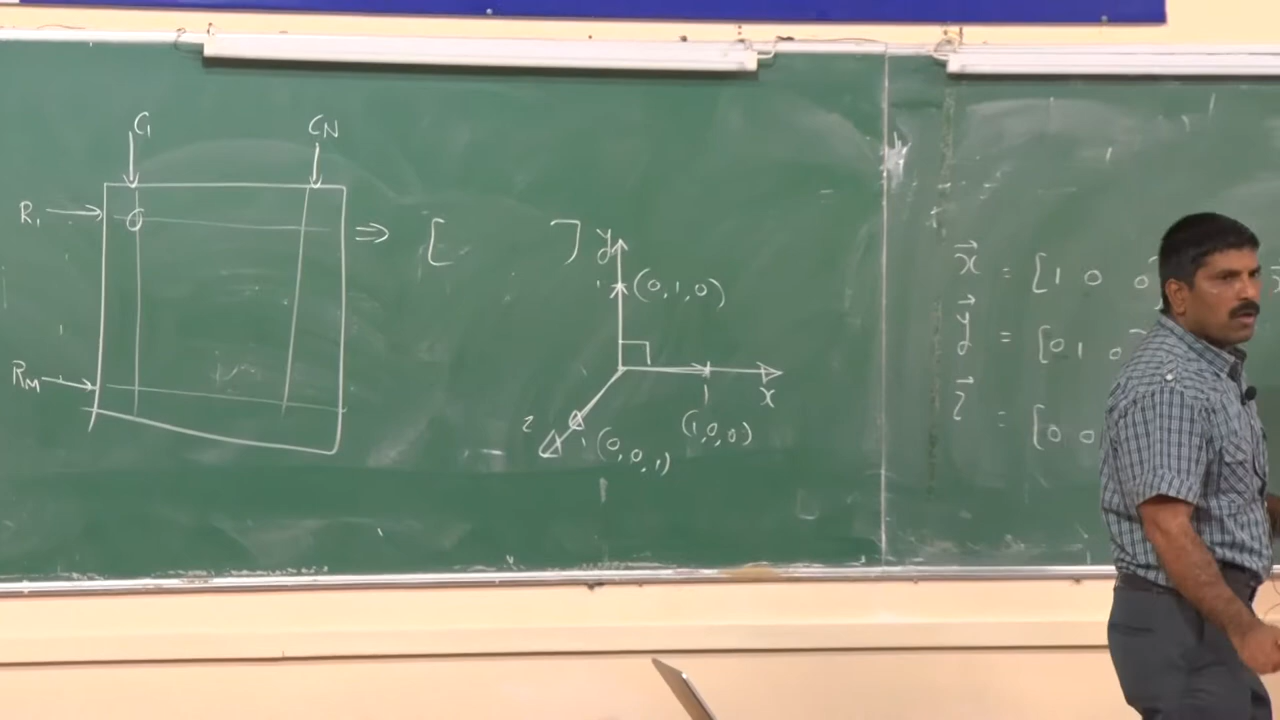 C1 CN
R1
⇒ [ ]
RM
y
1 (0,1,0)
x
1
(1,0,0)
z
1 (0,0,1)
x⃗ = [1 0 0
y⃗ = [0 1 0
= [0 0